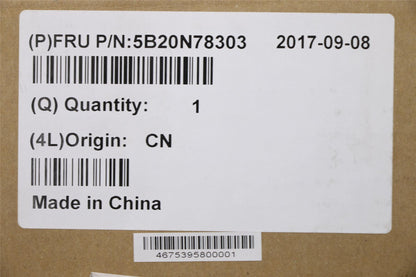 (P)FRU P/N:5B20N78303 2017-09-08
(Q) Quantity: 1
(4L)Origin: CN
Made in China
4675395800001